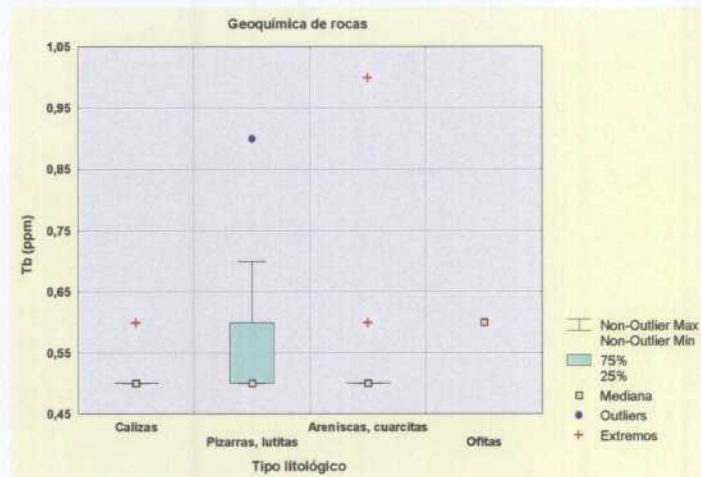 Geoquímica de rocas
1,05
0,95
0,85
0,75
0,65
0,55
0,45
Tb (ppm)
Calizas
Pizarras, lutitas
Areniscas, cuarcitas
Ofitas
Tipo litológico
Non-Outlier Max
Non-Outlier Min
75%
25%
Mediana
Outliers
Extremos